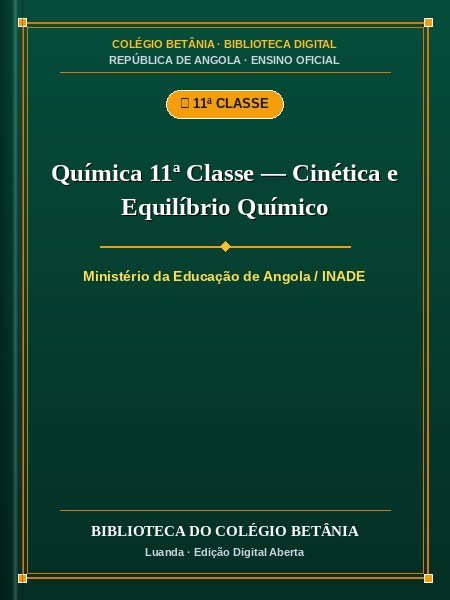 COLÉGIO BETÂNIA · BIBLIOTECA DIGITAL
REPÚBLICA DE ANGOLA · ENSINO OFICIAL
11ª CLASSE
Química 11ª Classe — Cinética e
Equilíbrio Químico
Ministério da Educação de Angola / INADE
BIBLIOTECA DO COLÉGIO BETÂNIA
Luanda · Edição Digital Aberta